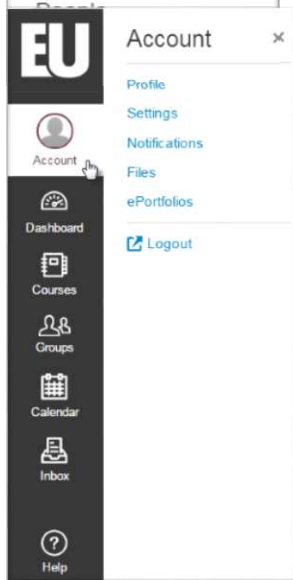 EU
Account
Dashboard
Courses
Groups
Calendar
Inbox
Help
Account ×
Profile
Settings
Notifications
Files
ePortfolios
Logout